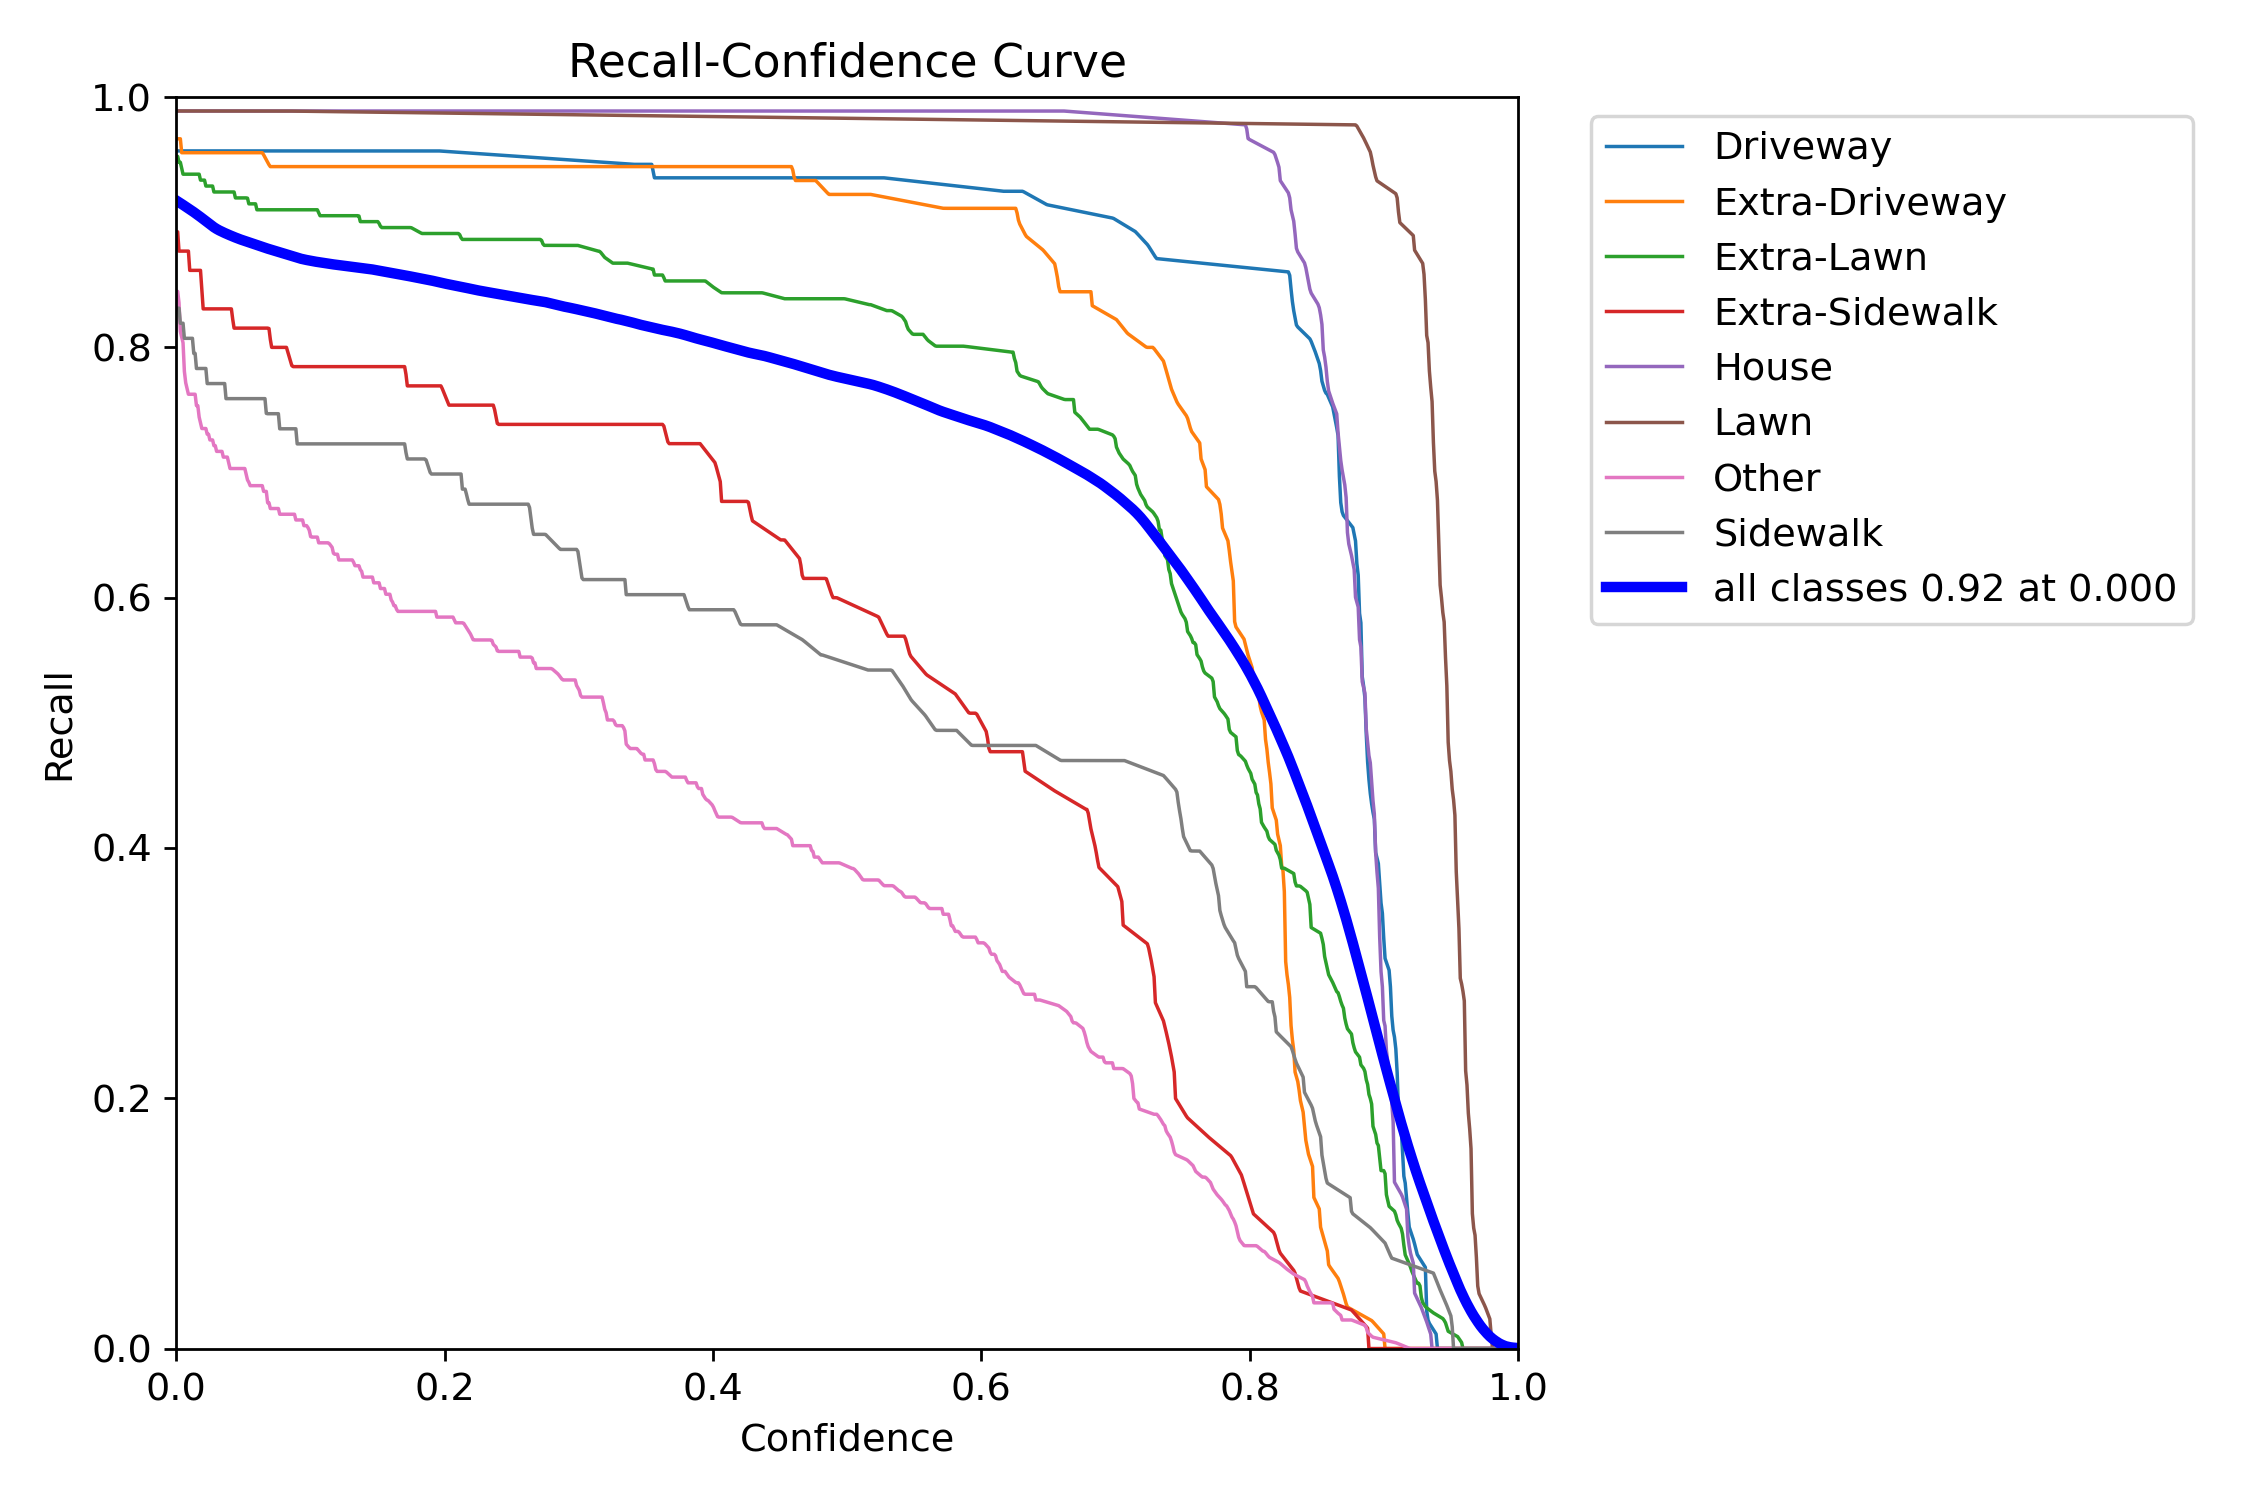 Recall-Confidence Curve
1.0
0.8
0.6
0.4
0.2
0.0
Recall
0.0 0.2 0.4 0.6 0.8 1.0
Confidence
Driveway
Extra-Driveway
Extra-Lawn
Extra-Sidewalk
House
Lawn
Other
Sidewalk
all classes 0.92 at 0.000